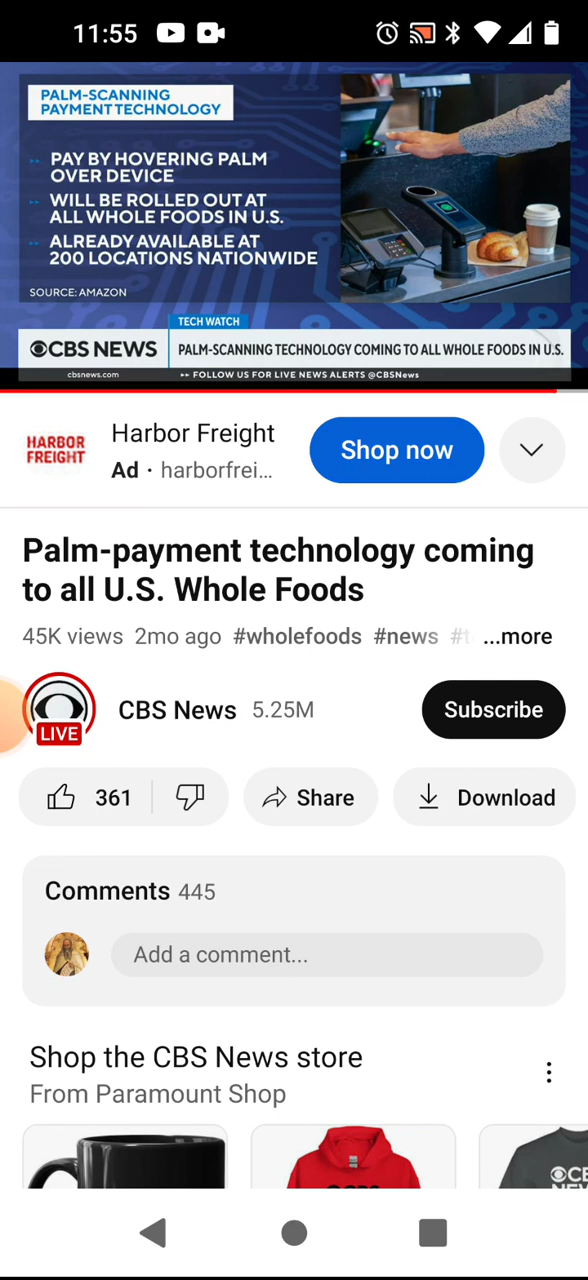 11:55
PALM-SCANNING
PAYMENT TECHNOLOGY
PAY BY HOVERING PALM
OVER DEVICE
WILL BE ROLLED OUT AT
ALL WHOLE FOODS IN U.S.
ALREADY AVAILABLE AT
200 LOCATIONS NATIONWIDE
SOURCE: AMAZON
TECH WATCH
CBS NEWS
PALM-SCANNING TECHNOLOGY COMING TO ALL WHOLE FOODS IN U.S.
cbsnews.com
FOLLOW US FOR LIVE NEWS ALERTS @CBSNews
HARBOR
FREIGHT
Harbor Freight
Ad · harborfrei...
Shop now
Palm-payment technology coming
to all U.S. Whole Foods
45K views 2mo ago #wholefoods #news #t ...more
LIVE
CBS News 5.25M
Subscribe
361
Share
Download
Comments 445
Add a comment...
Shop the CBS News store
From Paramount Shop